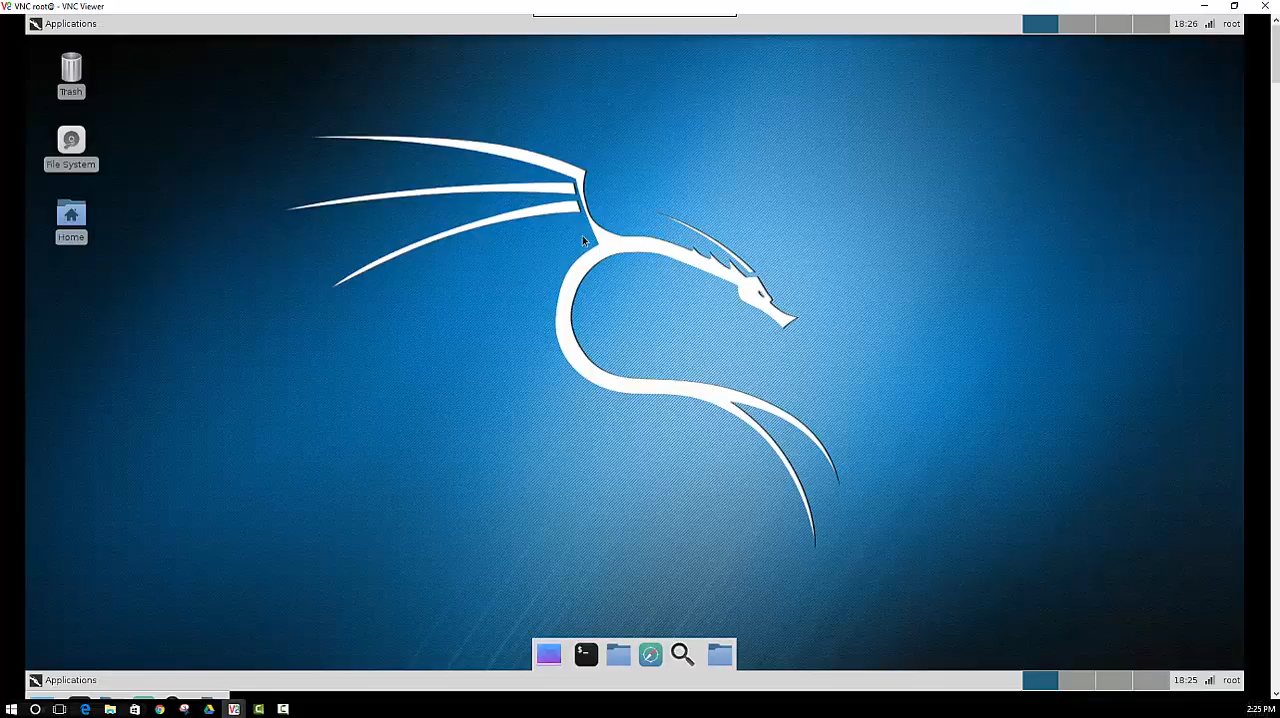 VNC root@ - VNC Viewer
Applications
18:26
root
Trash
File System
Home
$_
Applications
18:25
root
2:25 PM